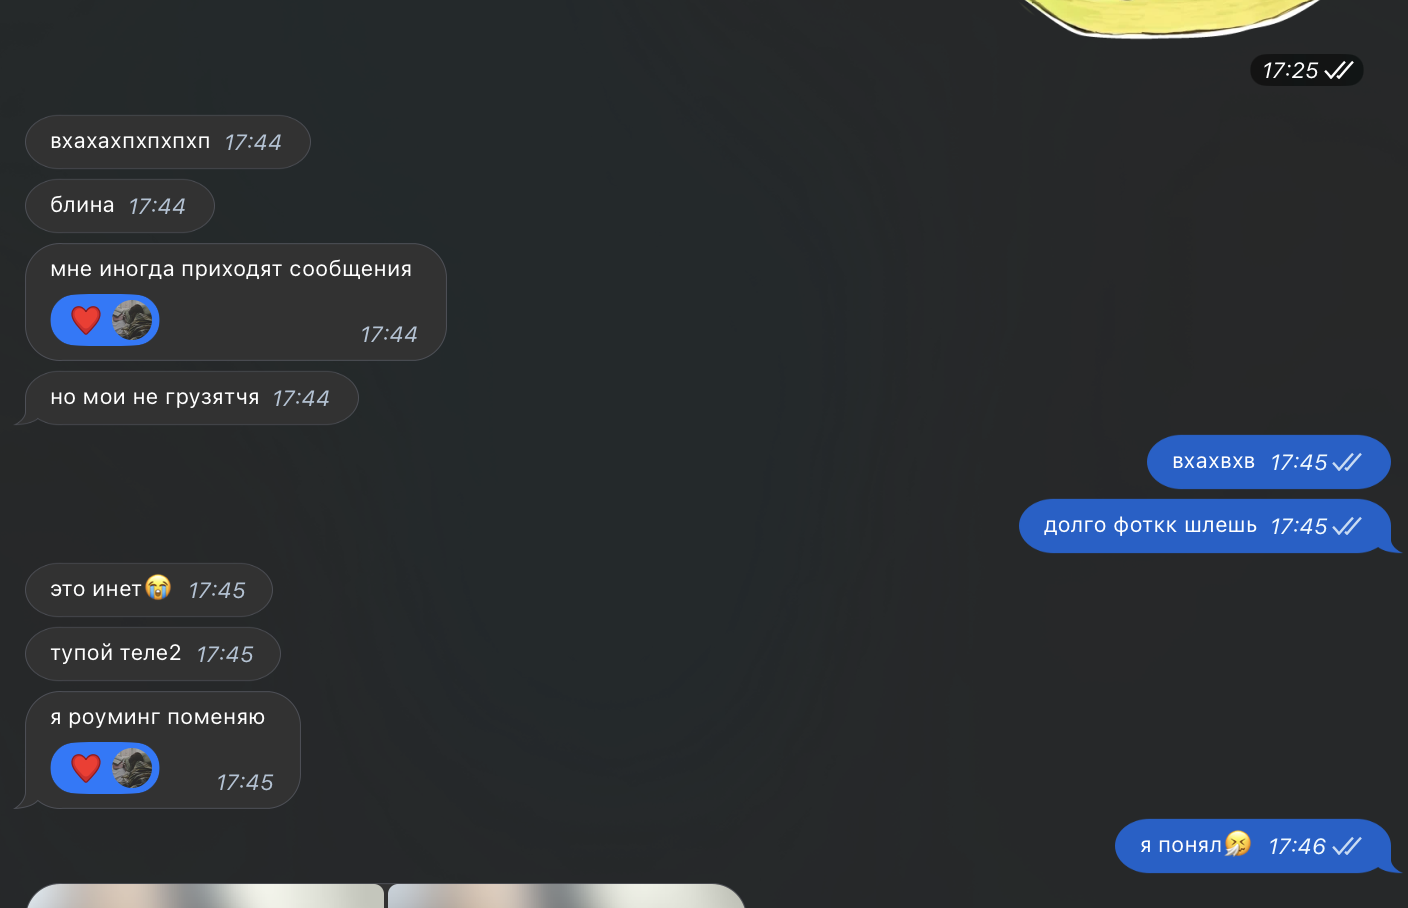 17:25
вхахахпхпхпхп 17:44
блина 17:44
мне иногда приходят сообщения
17:44
но мои не грузятчя 17:44
вхахвхв 17:45
долго фоткк шлешь 17:45
это инет😭 17:45
тупой теле2 17:45
я роуминг поменяю
17:45
я понял🤧 17:46